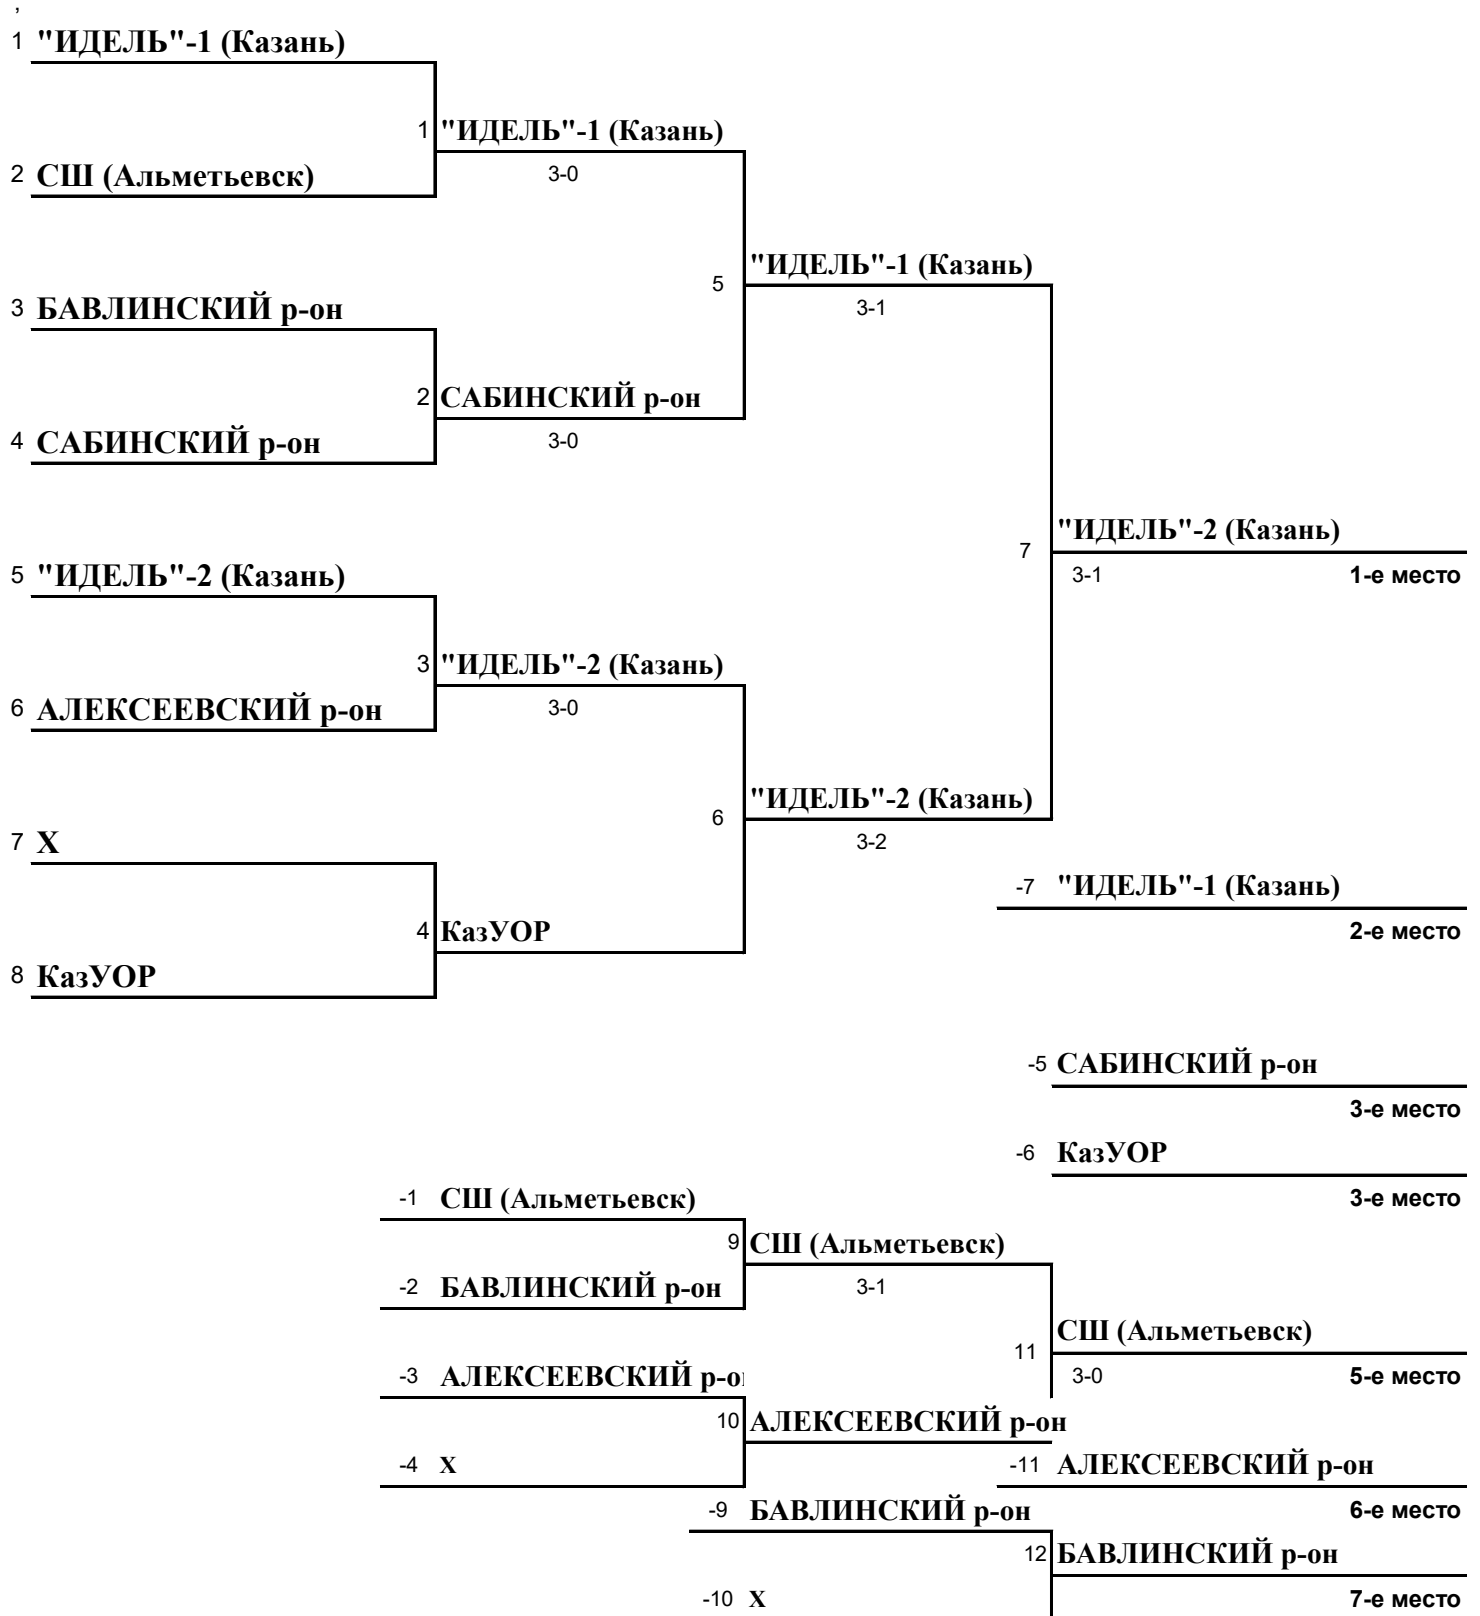 ,
1 "ИДЕЛЬ"-1 (Казань)
1 "ИДЕЛЬ"-1 (Казань)
2 СШ (Альметьевск)
3-0
5 "ИДЕЛЬ"-1 (Казань)
3 БАВЛИНСКИЙ р-он
3-1
2 САБИНСКИЙ р-он
4 САБИНСКИЙ р-он
3-0
7 "ИДЕЛЬ"-2 (Казань)
5 "ИДЕЛЬ"-2 (Казань)
3-1 1-е место
3 "ИДЕЛЬ"-2 (Казань)
6 АЛЕКСЕЕВСКИЙ р-он
3-0
6 "ИДЕЛЬ"-2 (Казань)
7 Х
3-2
-7 "ИДЕЛЬ"-1 (Казань)
4 КазУОР
2-е место
8 КазУОР
-5 САБИНСКИЙ р-он
3-е место
-6 КазУОР
-1 СШ (Альметьевск)
3-е место
9 СШ (Альметьевск)
-2 БАВЛИНСКИЙ р-он
3-1
11 СШ (Альметьевск)
-3 АЛЕКСЕЕВСКИЙ р-о
3-0 5-е место
10 АЛЕКСЕЕВСКИЙ р-он
-4 Х
-11 АЛЕКСЕЕВСКИЙ р-он
-9 БАВЛИНСКИЙ р-он
6-е место
12 БАВЛИНСКИЙ р-он
-10 Х
7-е место